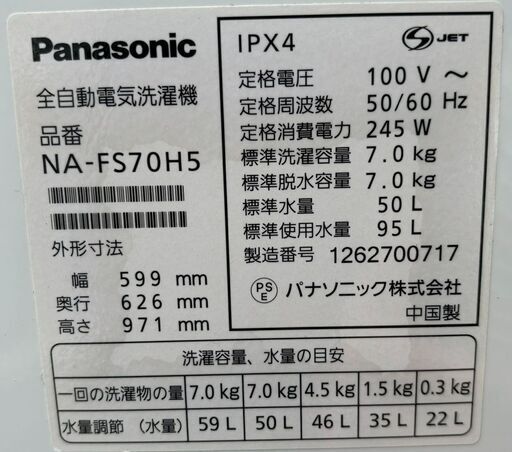 Panasonic
全自動電気洗濯機
品番
NA-FS70H5
外形寸法
幅 599 mm
奥行 626 mm
高さ 971 mm
IPX4
S JET
定格電圧 100 V ～
定格周波数 50/60 Hz
定格消費電力 245 W
標準洗濯容量 7.0 kg
標準脱水容量 7.0 kg
標準水量 50 L
標準使用水量 95 L
製造番号 1262700717
PS E パナソニック株式会社
中国製
洗濯容量、水量の目安
一回の洗濯物の量 7.0 kg 7.0 kg 4.5 kg 1.5 kg 0.3 kg
水量調節（水量） 59 L 50 L 46 L 35 L 22 L